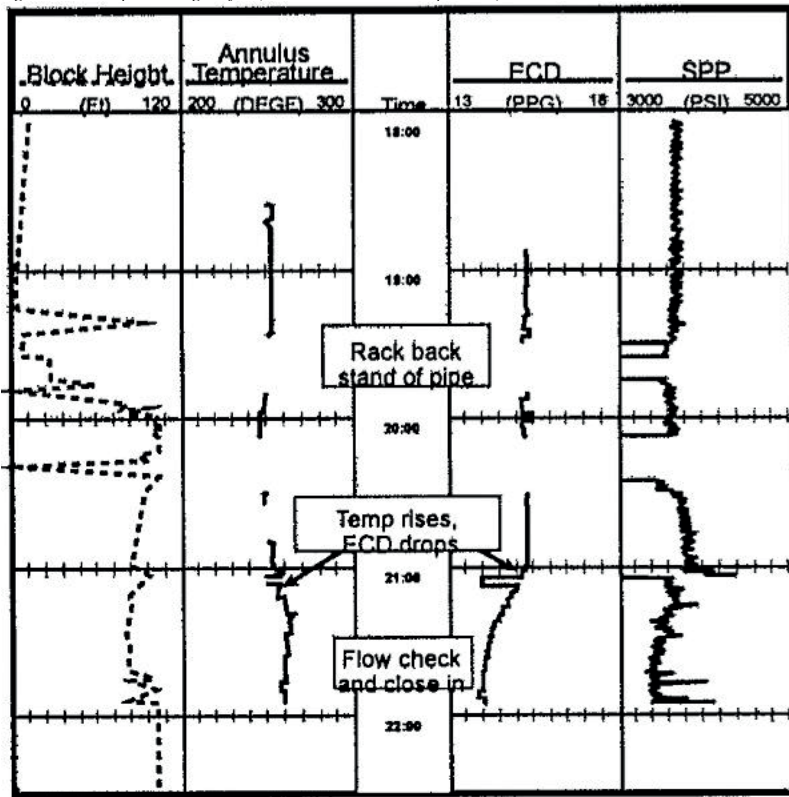 Block Height
0 (Ft) 120
Annulus
Temperature
200 (DEGF) 300
Time
ECD
13 (PPG) 18
SPP
3000 (PSI) 5000
18:00
18:00
Rack back
stand of pipe
20:00
Temp rises,
ECD drops
21:00
Flow check
and close in
22:00